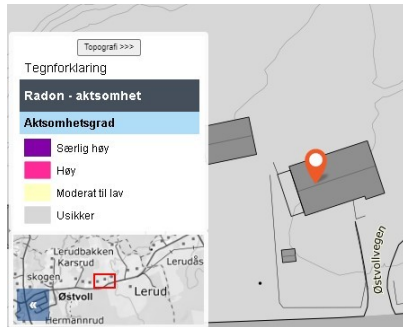 Topografi >>>
Tegnforklaring
Radon - aktsomhet
Aktsomhetsgrad
Særlig høy
Høy
Moderat til lav
Usikker
Lerudbakken
Karsrud
Lerudås
skogen
Østvoll
Lerud
«
Hermannrud
Østvollvegen